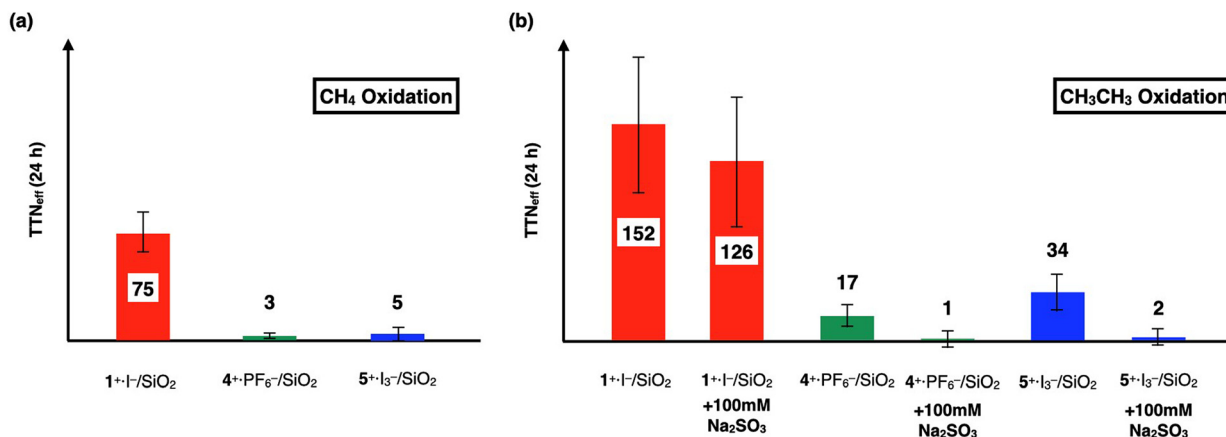 (a)
CH₄ Oxidation
TTNeff (24 h)
75
3
5
1⁺·I⁻/SiO₂
4⁺·PF₆⁻/SiO₂
5⁺·I₃⁻/SiO₂
(b)
CH₃CH₃ Oxidation
TTNeff (24 h)
152
126
17
1
34
2
1⁺·I⁻/SiO₂
1⁺·I⁻/SiO₂
+100mM
Na₂SO₃
4⁺·PF₆⁻/SiO₂
4⁺·PF₆⁻/SiO₂
+100mM
Na₂SO₃
5⁺·I₃⁻/SiO₂
5⁺·I₃⁻/SiO₂
+100mM
Na₂SO₃